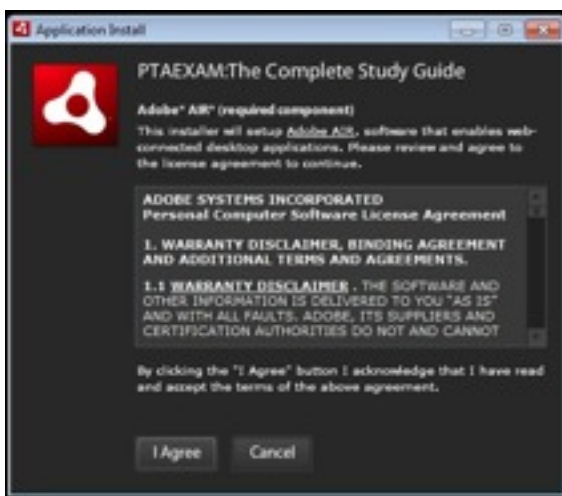 Application Install
PTAEXAM:The Complete Study Guide
Adobe® AIR® (required component)
This installer will setup Adobe AIR, software that enables web-
connected desktop applications. Please review and agree to
the license agreement to continue.
ADOBE SYSTEMS INCORPORATED
Personal Computer Software License Agreement
1. WARRANTY DISCLAIMER, BINDING AGREEMENT
AND ADDITIONAL TERMS AND AGREEMENTS.
1.1 WARRANTY DISCLAIMER . THE SOFTWARE AND
OTHER INFORMATION IS DELIVERED TO YOU "AS IS"
AND WITH ALL FAULTS. ADOBE, ITS SUPPLIERS AND
CERTIFICATION AUTHORITIES DO NOT AND CANNOT
By clicking the "I Agree" button I acknowledge that I have read
and accept the terms of the above agreement.
I Agree
Cancel